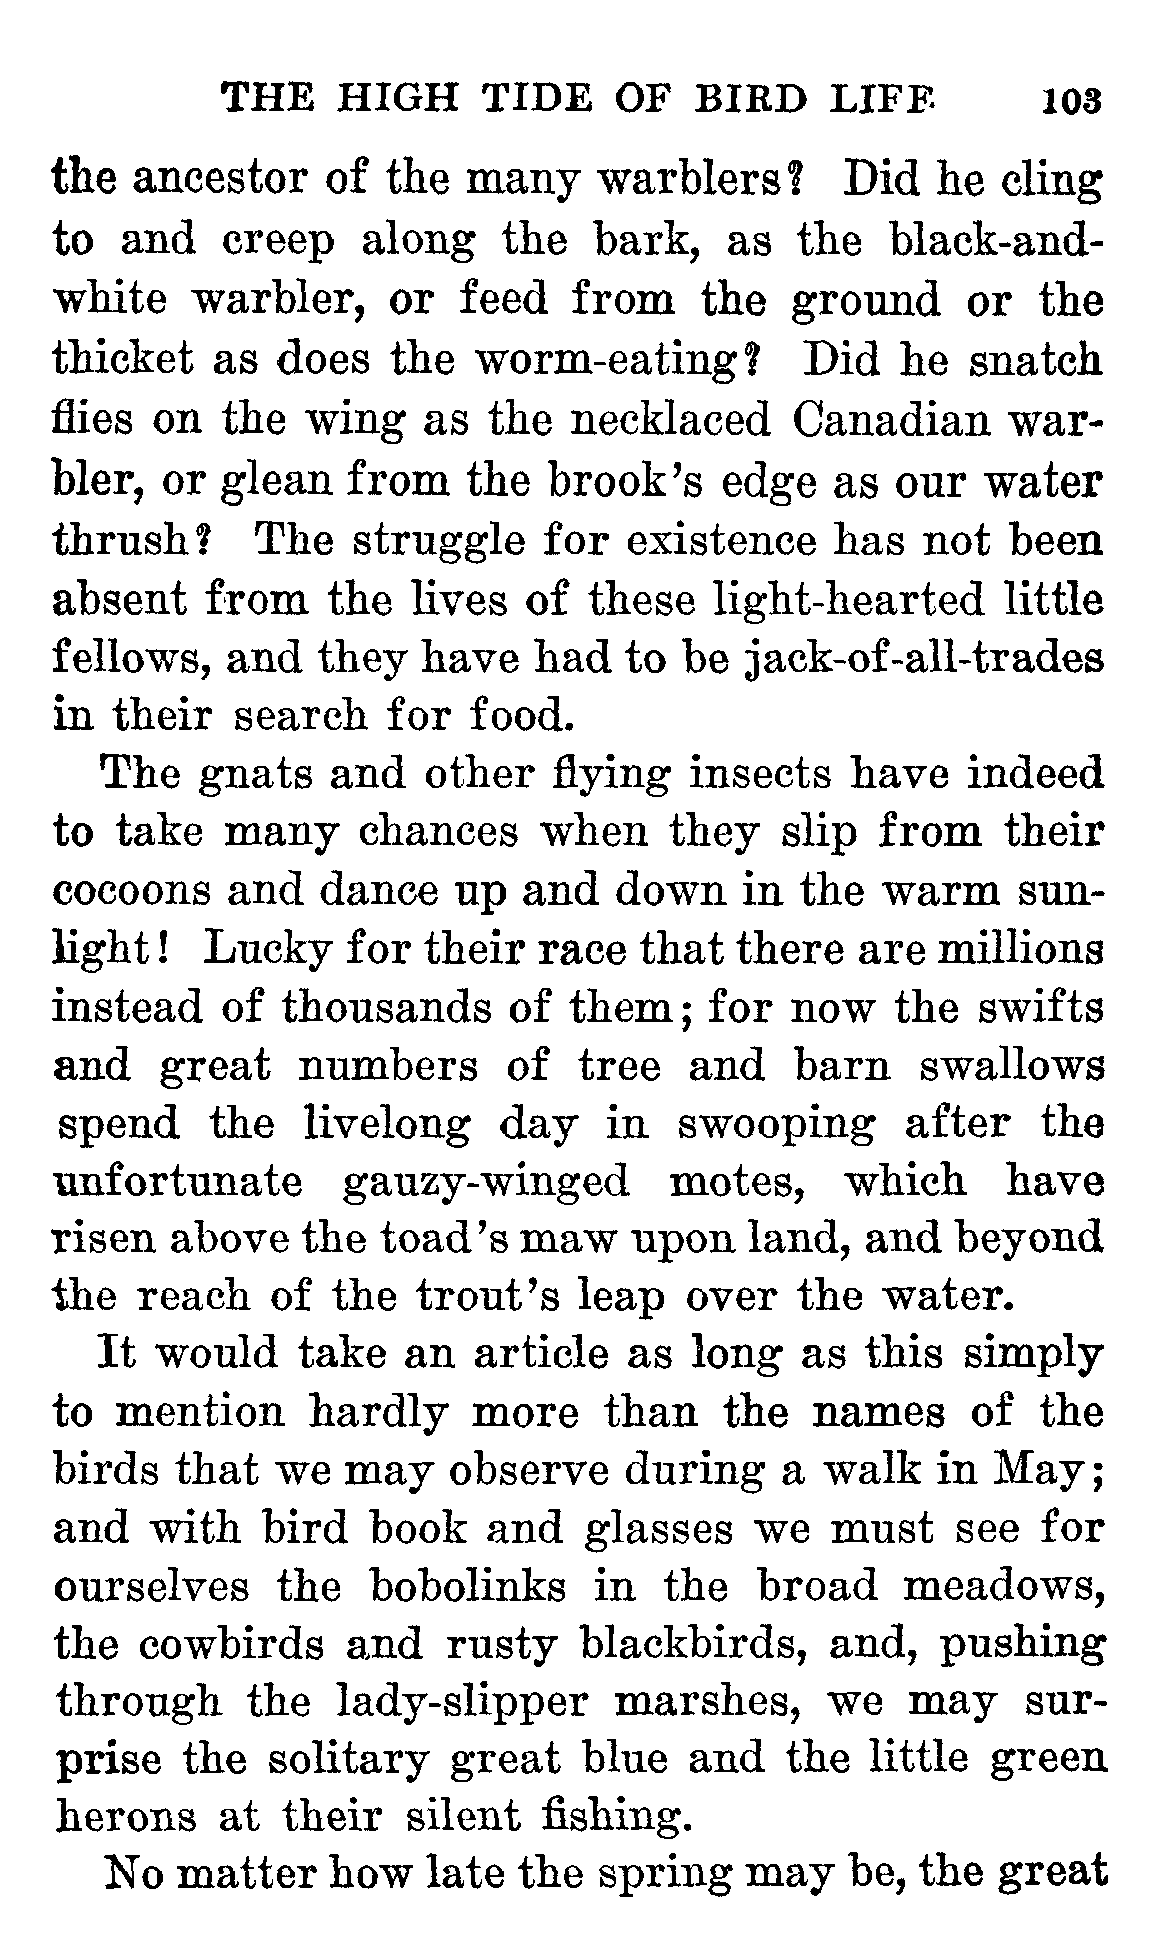 THE HIGH TIDE OF BIRD LIFE 103
the ancestor of the many warblers? Did he cling
to and creep along the bark, as the black-and-
white warbler, or feed from the ground or the
thicket as does the worm-eating? Did he snatch
flies on the wing as the necklaced Canadian war-
bler, or glean from the brook's edge as our water
thrush? The struggle for existence has not been
absent from the lives of these light-hearted little
fellows, and they have had to be jack-of-all-trades
in their search for food.
The gnats and other flying insects have indeed
to take many chances when they slip from their
cocoons and dance up and down in the warm sun-
light! Lucky for their race that there are millions
instead of thousands of them; for now the swifts
and great numbers of tree and barn swallows
spend the livelong day in swooping after the
unfortunate gauzy-winged motes, which have
risen above the toad's maw upon land, and beyond
the reach of the trout's leap over the water.
It would take an article as long as this simply
to mention hardly more than the names of the
birds that we may observe during a walk in May;
and with bird book and glasses we must see for
ourselves the bobolinks in the broad meadows,
the cowbirds and rusty blackbirds, and, pushing
through the lady-slipper marshes, we may sur-
prise the solitary great blue and the little green
herons at their silent fishing.
No matter how late the spring may be, the great